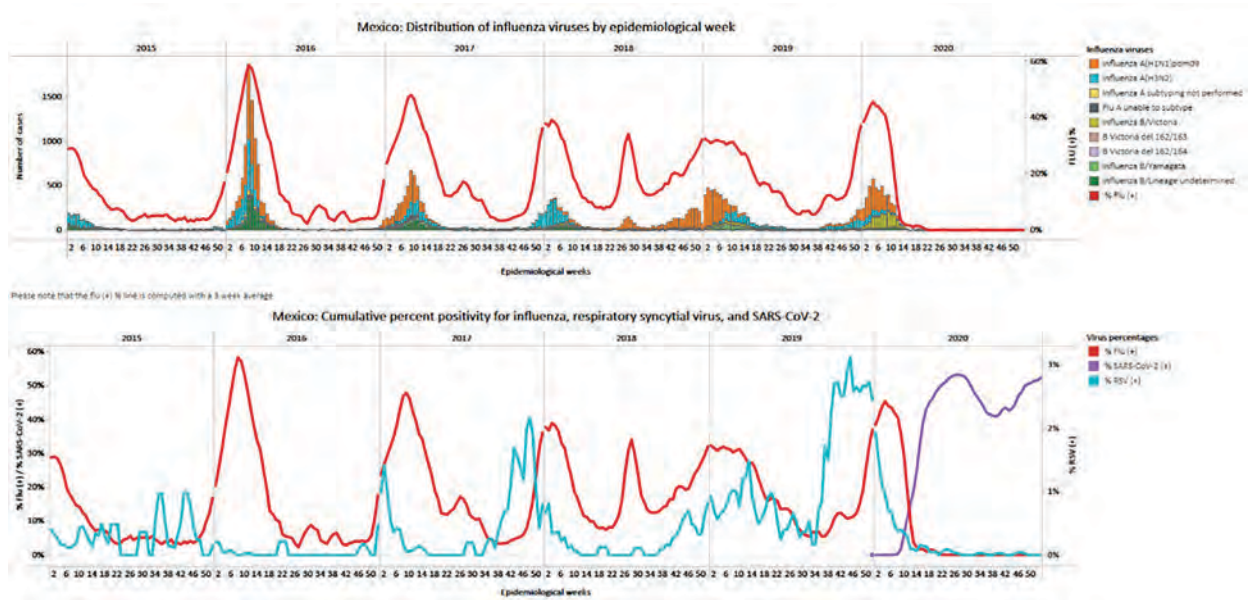 Mexico: Distribution of influenza viruses by epidemiological week
2015 2016 2017 2018 2019 2020
Number of cases
1500
1000
500
0
60%
40%
20%
0%
FLU (+) %
2 6 10 14 18 22 26 30 34 38 42 46 50 2 6 10 14 18 22 26 30 34 38 42 46 50 2 6 10 14 18 22 26 30 34 38 42 46 50 2 6 10 14 18 22 26 30 34 38 42 46 50 2 6 10 14 18 22 26 30 34 38 42 46 50 2 6 10 14 18 22 26 30 34 38 42 46 50
Epidemiological weeks
Influenza viruses
Influenza A(H1N1)pdm09
Influenza A(H3N2)
Influenza A subtyping not performed
Flu A unable to subtype
Influenza B/Victoria
B Victoria del 162/163
B Victoria del 162/164
Influenza B/Yamagata
Influenza B/Lineage undetermined
% Flu (+)
Please note that the flu (+) % line is computed with a 3 week average
Mexico: Cumulative percent positivity for influenza, respiratory syncytial virus, and SARS-CoV-2
2015 2016 2017 2018 2019 2020
% Flu (+) / % SARS-CoV-2 (+)
60%
50%
40%
30%
20%
10%
0%
3%
2%
1%
0%
% RSV (+)
2 6 10 14 18 22 26 30 34 38 42 46 50 2 6 10 14 18 22 26 30 34 38 42 46 50 2 6 10 14 18 22 26 30 34 38 42 46 50 2 6 10 14 18 22 26 30 34 38 42 46 50 2 6 10 14 18 22 26 30 34 38 42 46 50 2 6 10 14 18 22 26 30 34 38 42 46 50
Epidemiological weeks
Virus percentages
% Flu (+)
% SARS-CoV-2 (+)
% RSV (+)